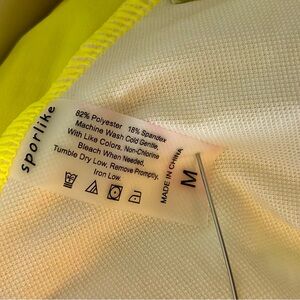 sporlike
82% Polyester 18% Spandex
Machine Wash Cold Gentle,
With Like Colors, Non-Chlorine
Bleach When Needed,
Tumble Dry Low, Remove Promptly,
Iron Low.
MADE IN CHINA
M